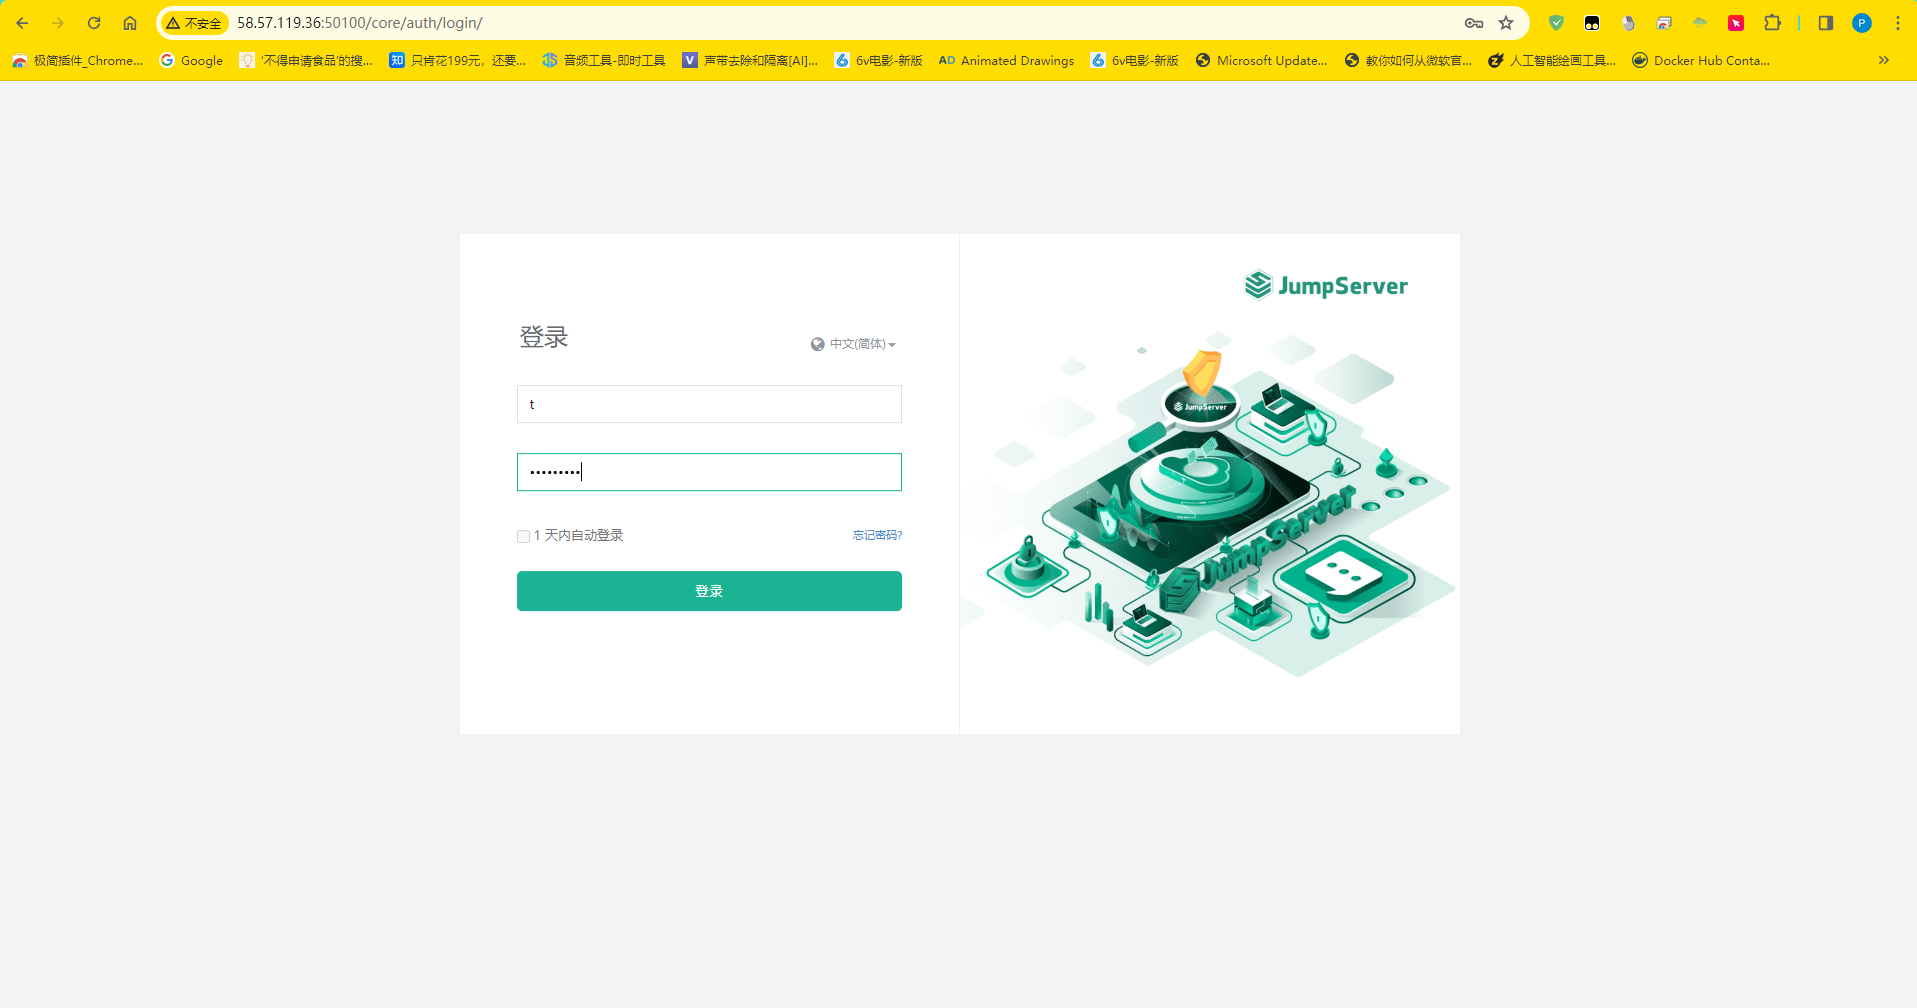 不安全 58.57.119.36:50100/core/auth/login/ P
极简插件_Chrome... Google '不得申请食品'的搜... 知 只肯花199元，还要... 音频工具-即时工具 V 声带去除和隔离[AI]... 6v电影-新版 AD Animated Drawings 6v电影-新版 Microsoft Update... 教你如何从微软官... 人工智能绘画工具... Docker Hub Conta...
JumpServer
登录
中文(简体)
t
•••••••••
1 天内自动登录 忘记密码?
登录
JumpServer
JumpServer